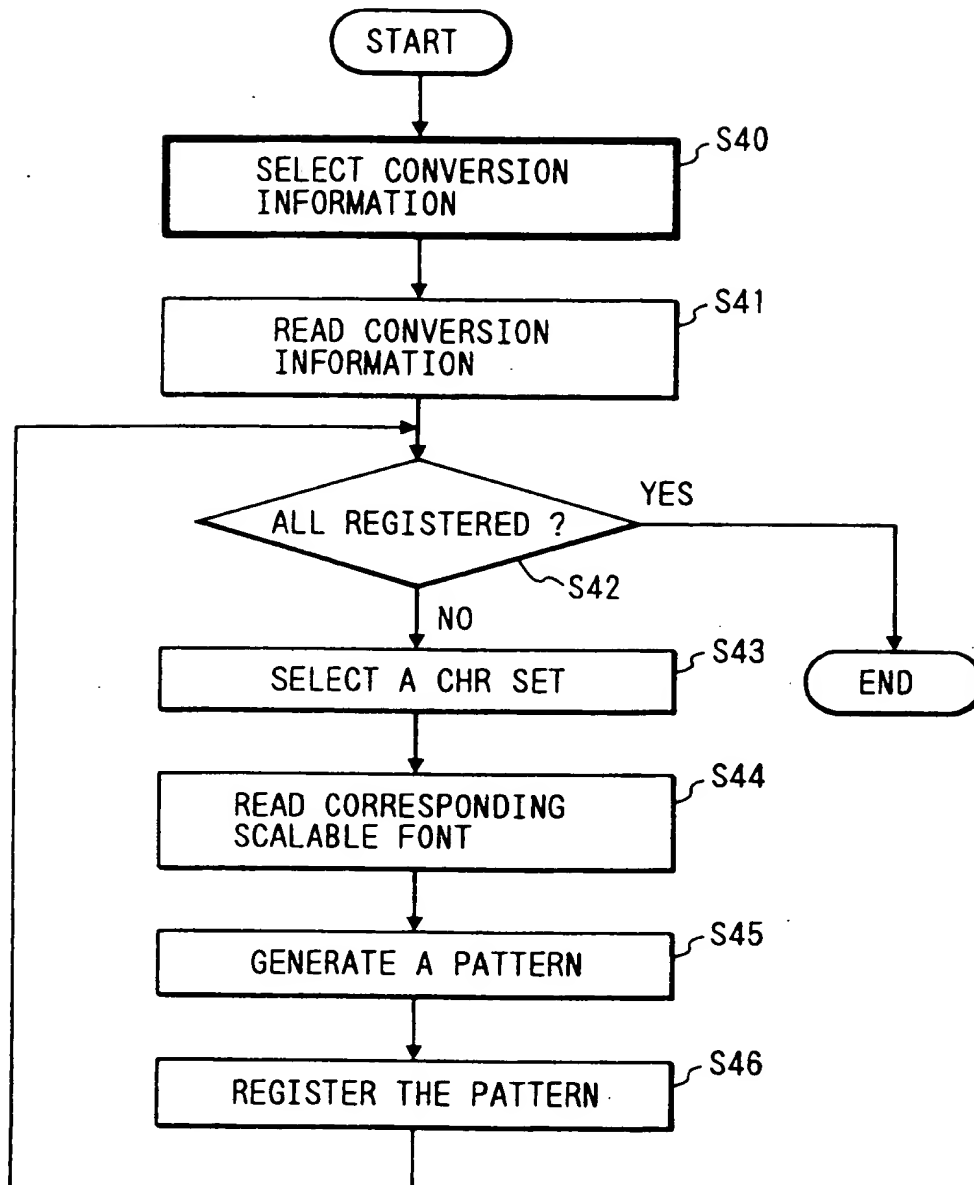 START
S40
SELECT CONVERSION
INFORMATION
S41
READ CONVERSION
INFORMATION
YES
ALL REGISTERED ?
S42
NO
S43
SELECT A CHR SET
END
S44
READ CORRESPONDING
SCALABLE FONT
S45
GENERATE A PATTERN
S46
REGISTER THE PATTERN